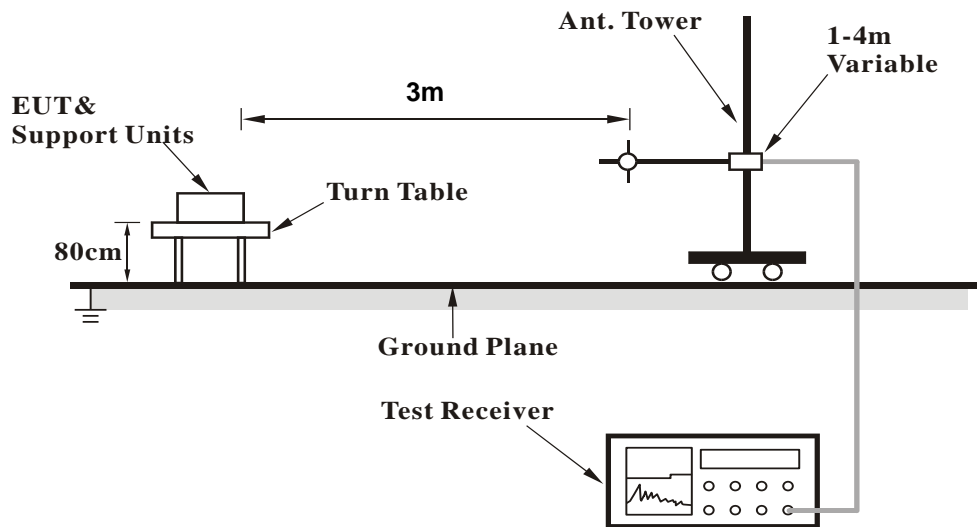 Ant. Tower
1-4m
Variable
3m
EUT&
Support Units
Turn Table
80cm
Ground Plane
Test Receiver